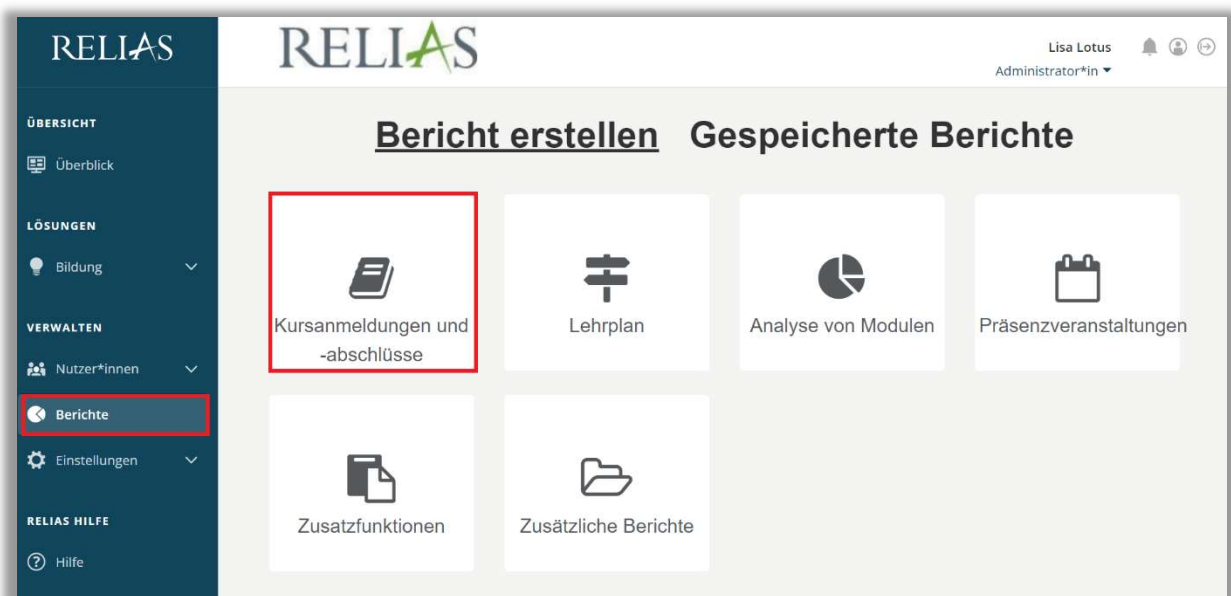 RELIAS
RELIAS
Lisa Lotus
Administrator*in
ÜBERSICHT
Überblick
LÖSUNGEN
Bildung
VERWALTEN
Nutzer*innen
Berichte
Einstellungen
RELIAS HILFE
Hilfe
Bericht erstellen Gespeicherte Berichte
Kursanmeldungen und
-abschlüsse
Lehrplan
Analyse von Modulen
Präsenzveranstaltungen
Zusatzfunktionen
Zusätzliche Berichte